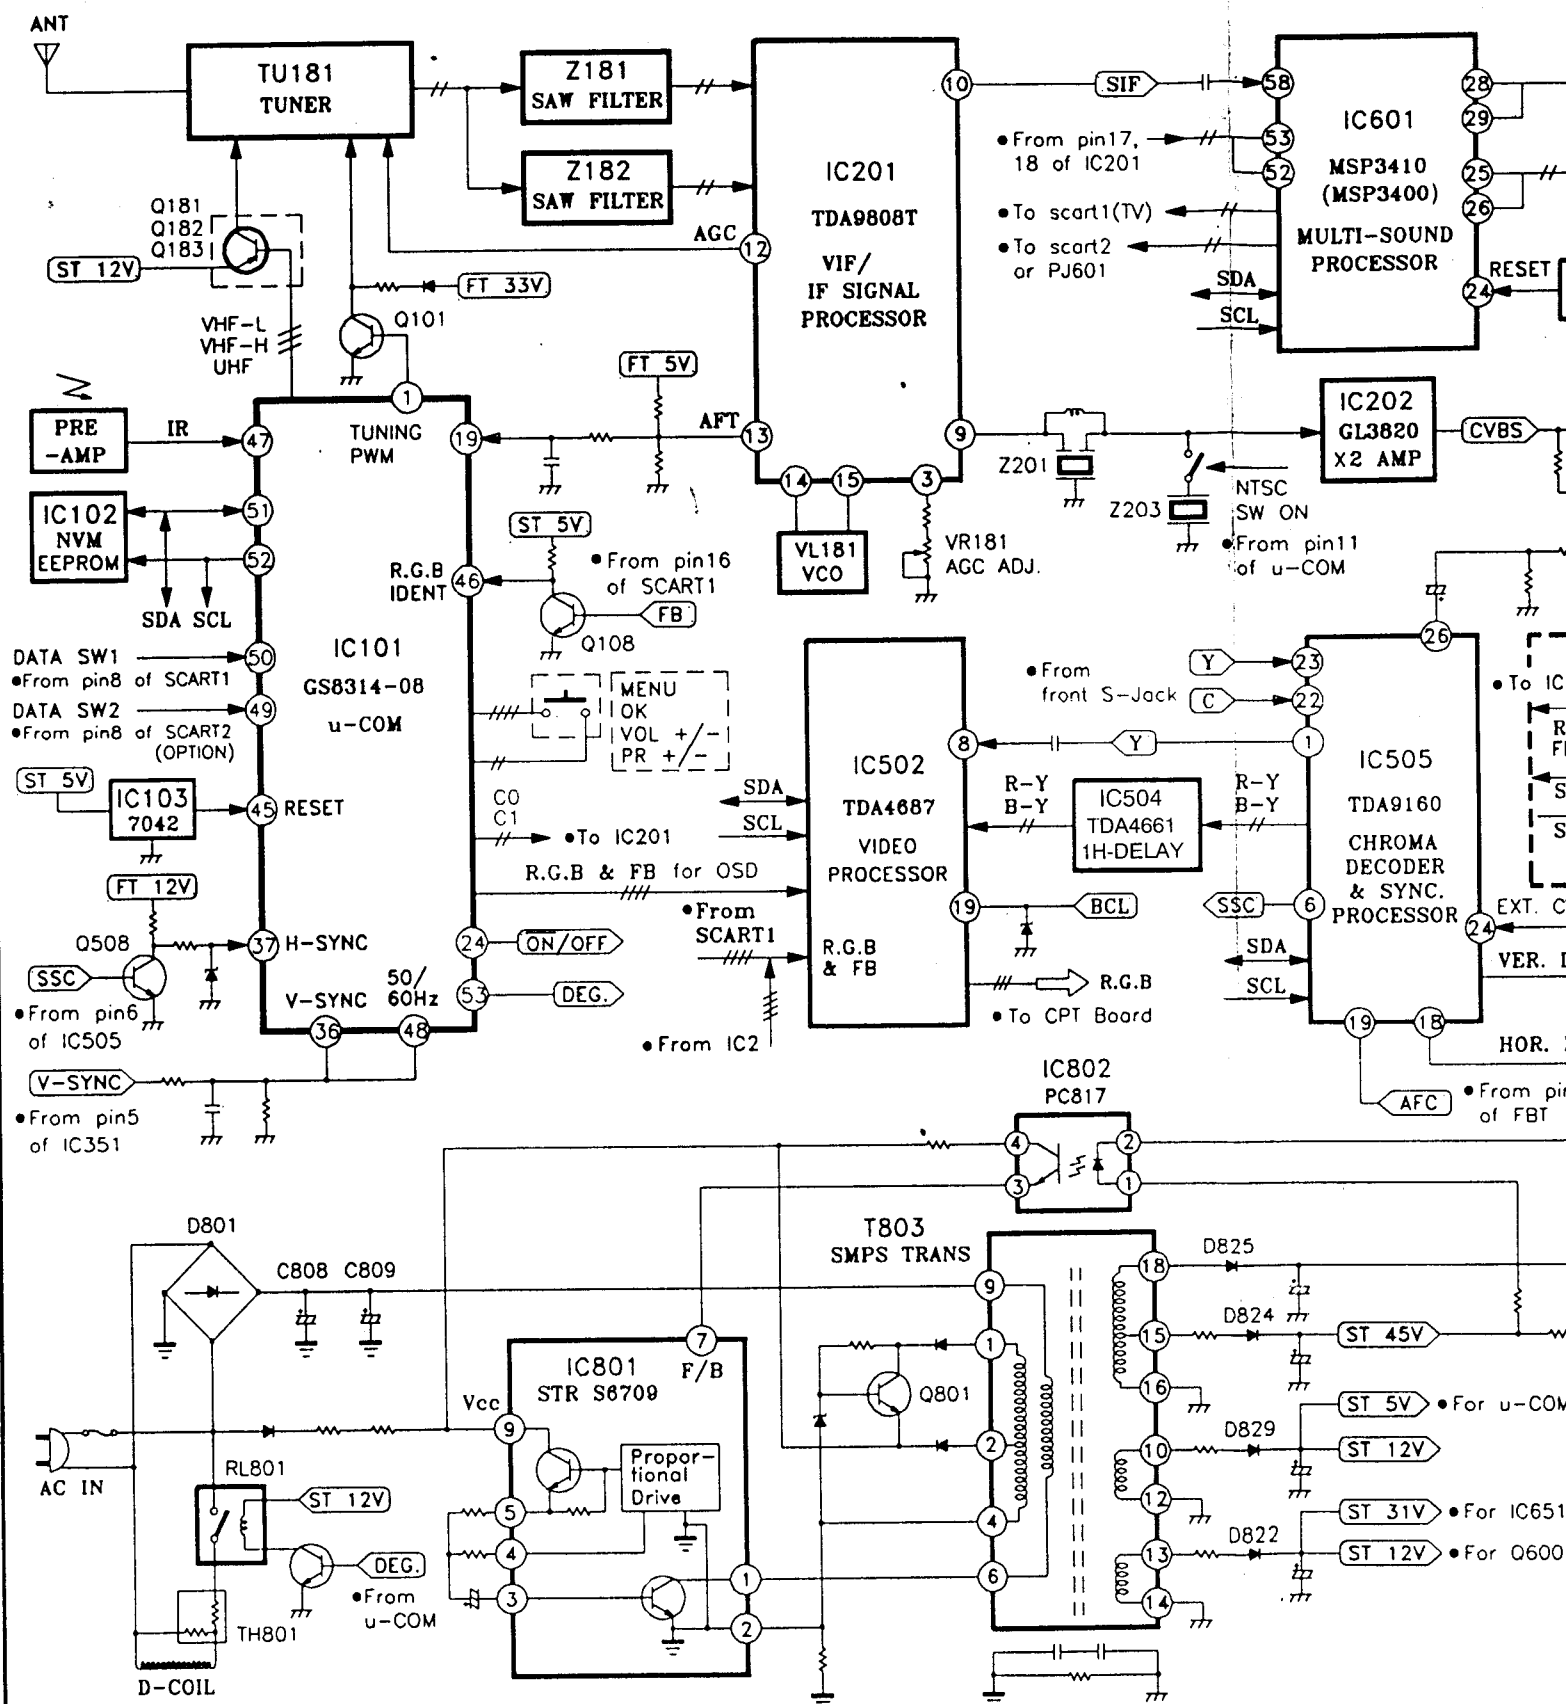 ANT
TU181
TUNER
Z181
SAW FILTER
Z182
SAW FILTER
IC201
TDA9808T
VIF/
IF SIGNAL
PROCESSOR
10
12
13
9
14
15
3
AGC
AFT
SIF
58
53
52
28
29
25
26
24
IC601
MSP3410
(MSP3400)
MULTI-SOUND
PROCESSOR
RESET
•From pin17,
18 of IC201
•To scart1(TV)
•To scart2
or PJ601
SDA
SCL
Q181
Q182
Q183
ST 12V
FT 33V
Q101
VHF-L
VHF-H
UHF
FT 5V
PRE
-AMP
IR
47
1
TUNING
PWM
19
IC102
NVM
EEPROM
51
52
SDA SCL
ST 5V
R.G.B
IDENT
46
•From pin16
of SCART1
FB
Q108
VL181
VCO
VR181
AGC ADJ.
Z201
Z203
NTSC
SW ON
•From pin11
of u-COM
IC202
GL3820
X2 AMP
CVBS
DATA SW1
•From pin8 of SCART1
DATA SW2
•From pin8 of SCART2
(OPTION)
50
49
IC101
GS8314-08
u-COM
MENU
OK
VOL +/-
PR +/-
ST 5V
IC103
7042
45
RESET
C0
C1
•To IC201
R.G.B & FB for OSD
FT 12V
Q508
SSC
•From pin6
of IC505
37
H-SYNC
V-SYNC
50/
60Hz
24
ON/OFF
53
DEG.
36
48
V-SYNC
•From pin5
of IC351
SDA
SCL
•From
SCART1
•From IC2
IC502
TDA4687
VIDEO
PROCESSOR
R.G.B
& FB
8
19
BCL
R.G.B
•To CPT Board
•From
front S-Jack
Y
C
Y
R-Y
B-Y
IC504
TDA4661
1H-DELAY
R-Y
B-Y
23
22
1
6
26
24
19
18
IC505
TDA9160
CHROMA
DECODER
& SYNC.
PROCESSOR
SSC
SDA
SCL
•To IC
EXT.
VER.
HOR.
AFC
•From
of FBT
IC802
PC817
4
3
2
1
D801
C808 C809
T803
SMPS TRANS
9
1
2
4
6
18
15
16
10
12
13
14
D825
D824
D829
D822
ST 45V
ST 5V
•For u-COM
ST 12V
ST 31V
•For IC651
ST 12V
•For Q600
7
F/B
IC801
STR S6709
Vcc
9
5
4
3
1
2
Propor-
tional
Drive
Q801
AC IN
RL801
ST 12V
DEG.
•From
u-COM
TH801
D-COIL